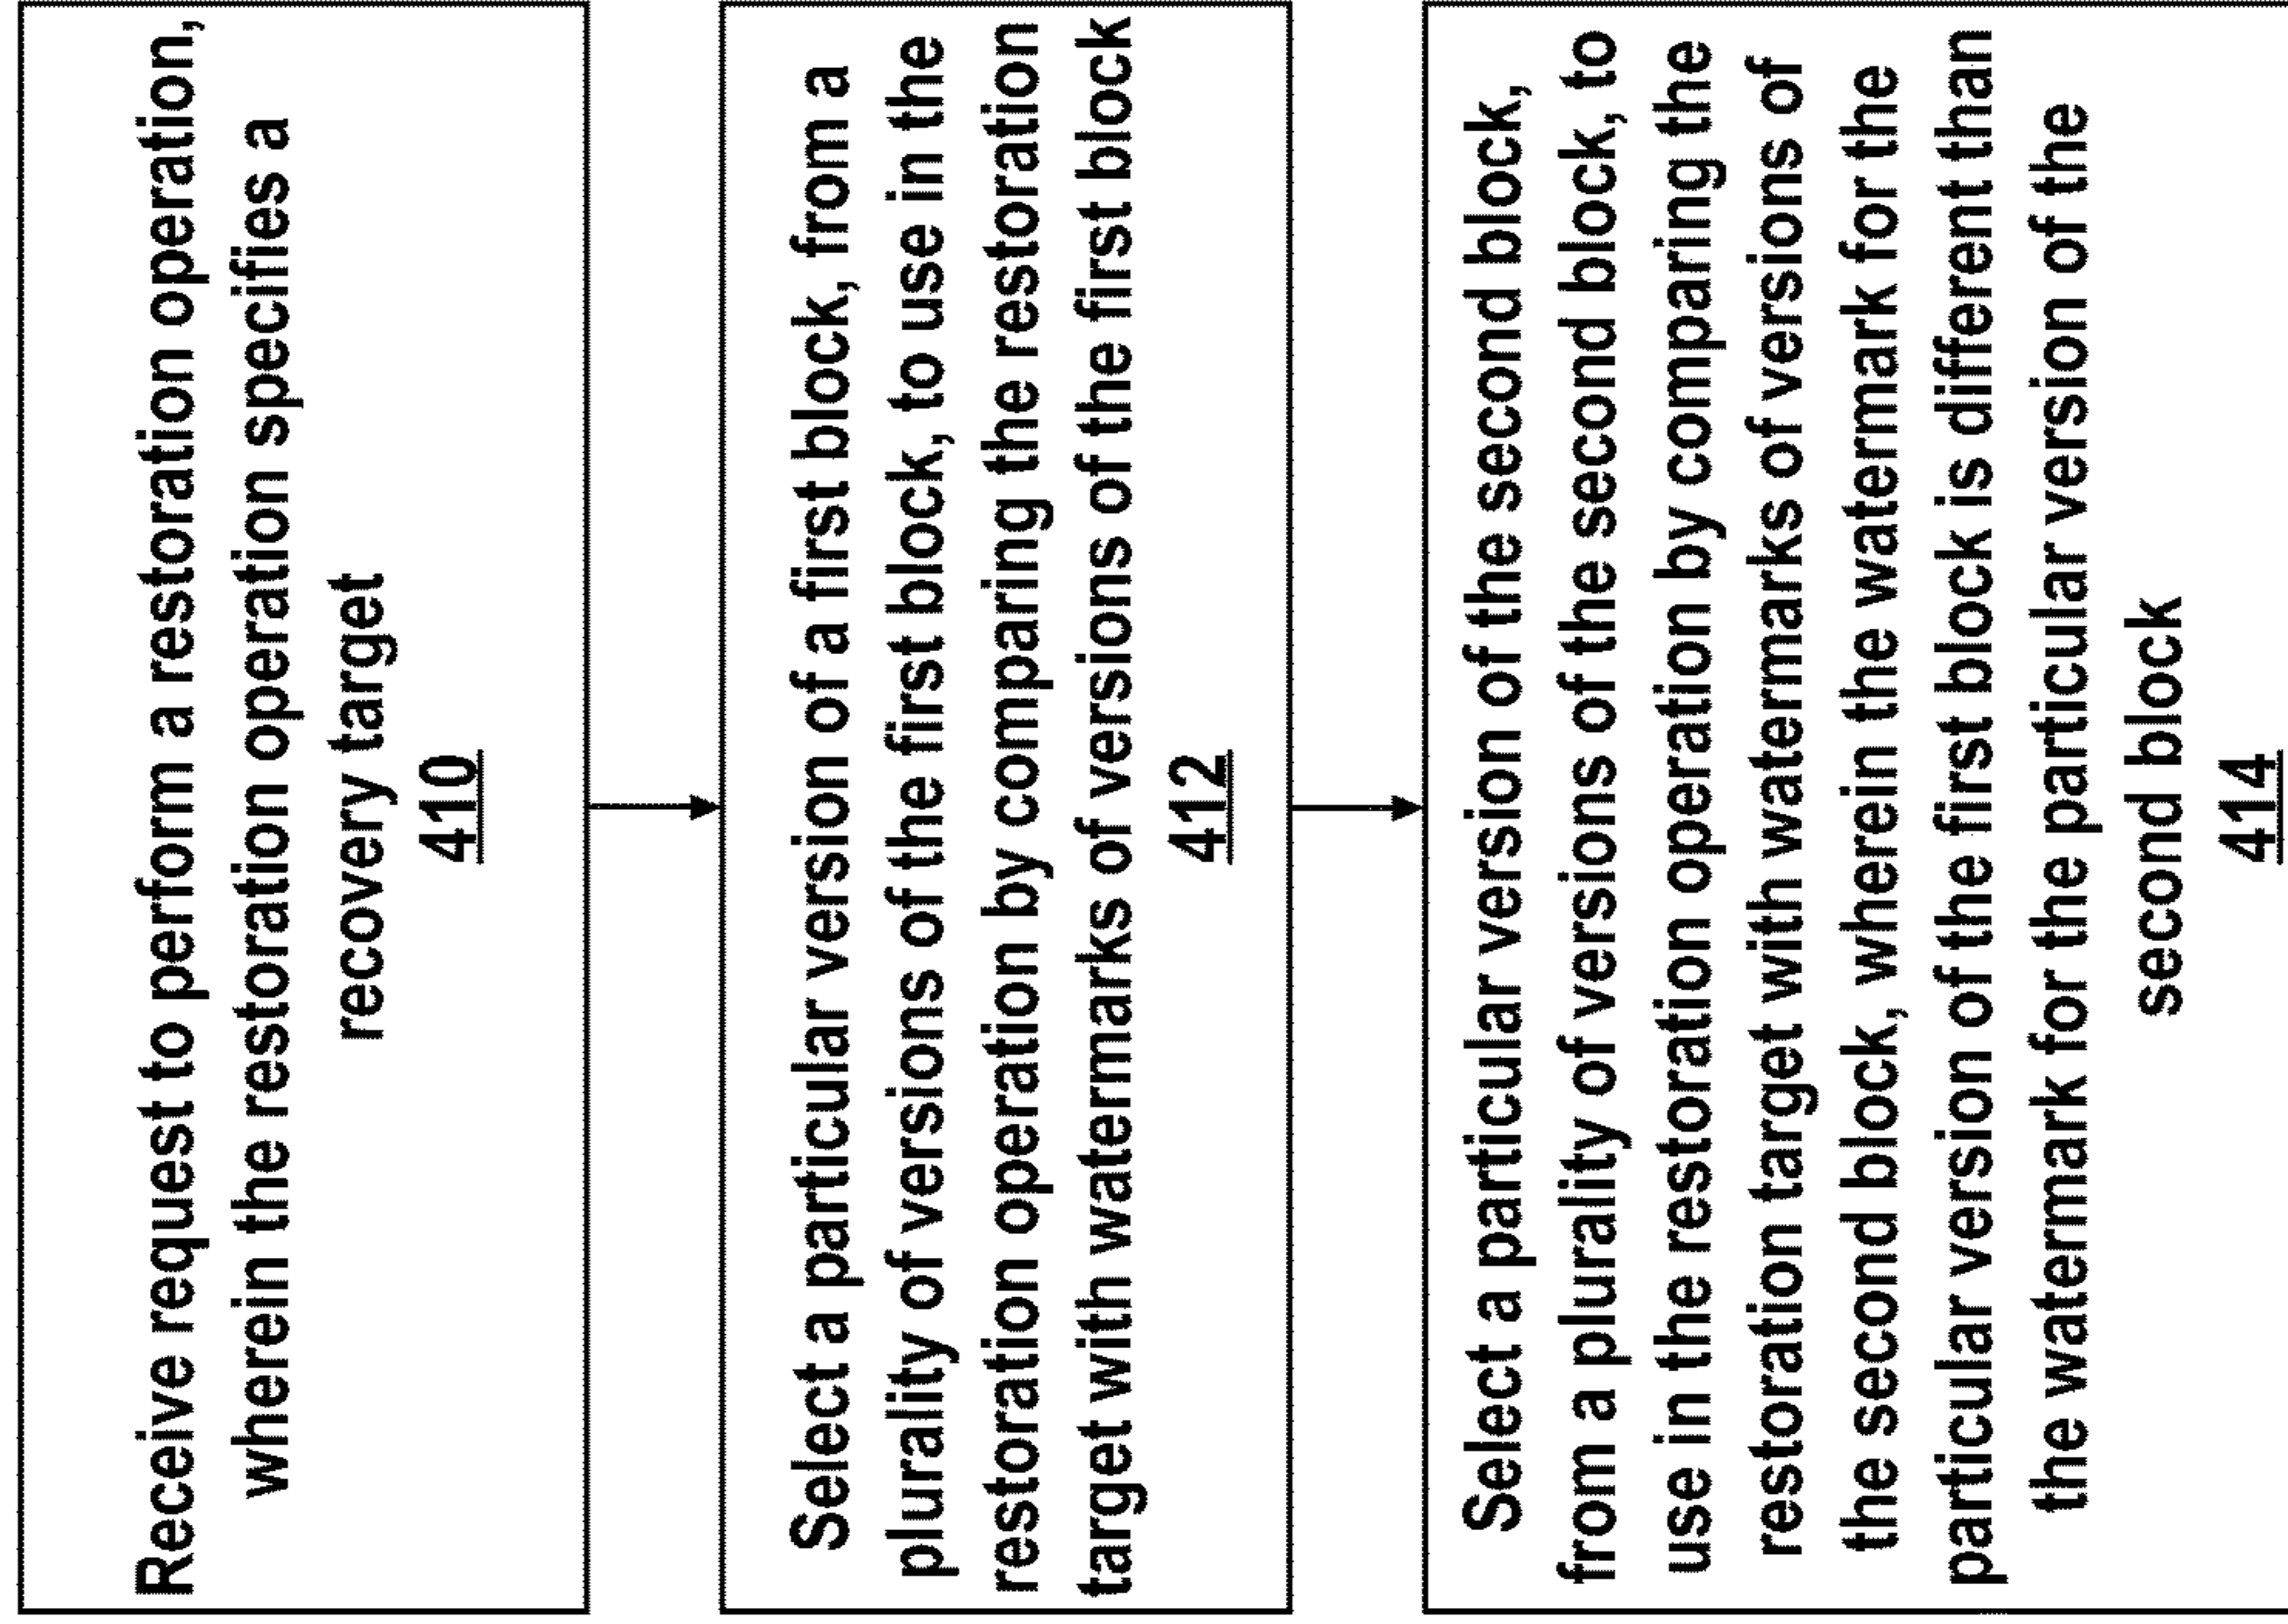 Receive request to perform a restoration operation,
wherein the restoration operation specifies a
recovery target
410
Select a particular version of a first block, from a
plurality of versions of the first block, to use in the
restoration operation by comparing the restoration
target with watermarks of versions of the first block
412
Select a particular version of the second block,
from a plurality of versions of the second block, to
use in the restoration operation by comparing the
restoration target with watermarks of versions of
the second block, wherein the watermark for the
particular version of the first block is different than
the watermark for the particular version of the
second block
414